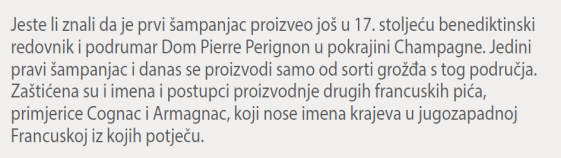 Jeste li znali da je prvi šampanjac proizveo još u 17. stoljeću benediktinski
redovnik i podrumar Dom Pierre Perignon u pokrajini Champagne. Jedini
pravi šampanjac i danas se proizvodi samo od sorti grožđa s tog područja.
Zaštićena su i imena i postupci proizvodnje drugih francuskih pića,
primjerice Cognac i Armagnac, koji nose imena krajeva u jugozapadnoj
Francuskoj iz kojih potječu.